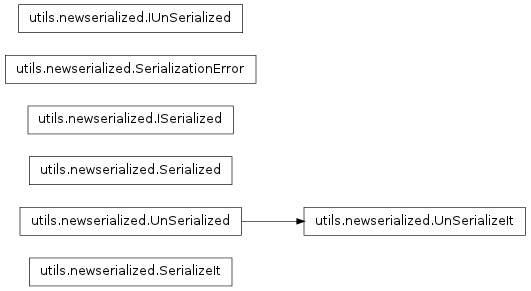 utils.newserialized.IUnSerialized
utils.newserialized.SerializationError
utils.newserialized.ISerialized
utils.newserialized.Serialized
utils.newserialized.UnSerialized
utils.newserialized.UnSerializeIt
utils.newserialized.SerializeIt